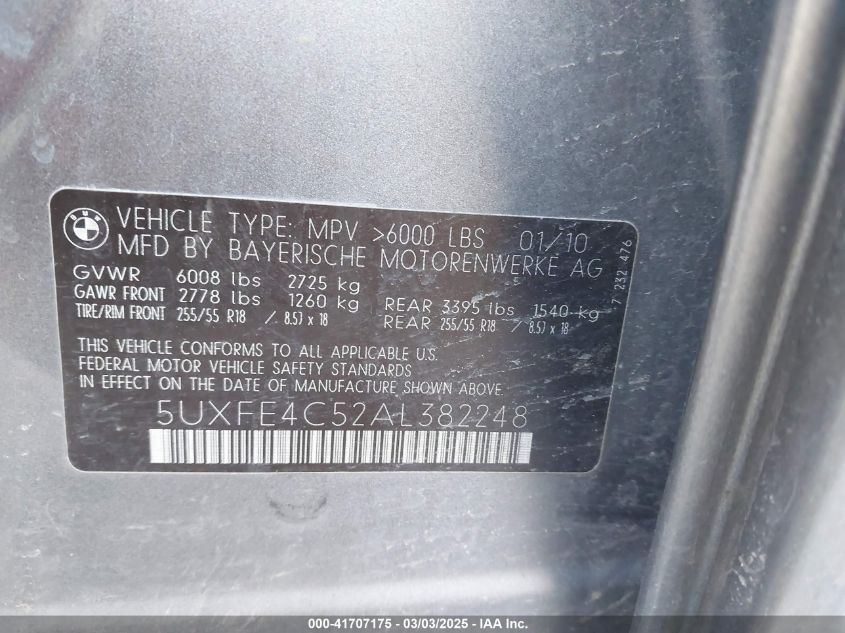 BMW
VEHICLE TYPE: MPV >6000 LBS 01/10
MFD BY BAYERISCHE MOTORENWERKE AG
GVWR 6008 lbs 2725 kg
GAWR FRONT 2778 lbs 1260 kg REAR 3395 lbs 1540 kg
TIRE/RIM FRONT 255/55 R18 / 8.5J x 18 REAR 255/55 R18 / 8.5J x 18
THIS VEHICLE CONFORMS TO ALL APPLICABLE U.S.
FEDERAL MOTOR VEHICLE SAFETY STANDARDS
IN EFFECT ON THE DATE OF MANUFACTURE SHOWN ABOVE.
5UXFE4C52AL382248
7 232 476
000-41707175 | 03/03/2025 - IAA Inc.